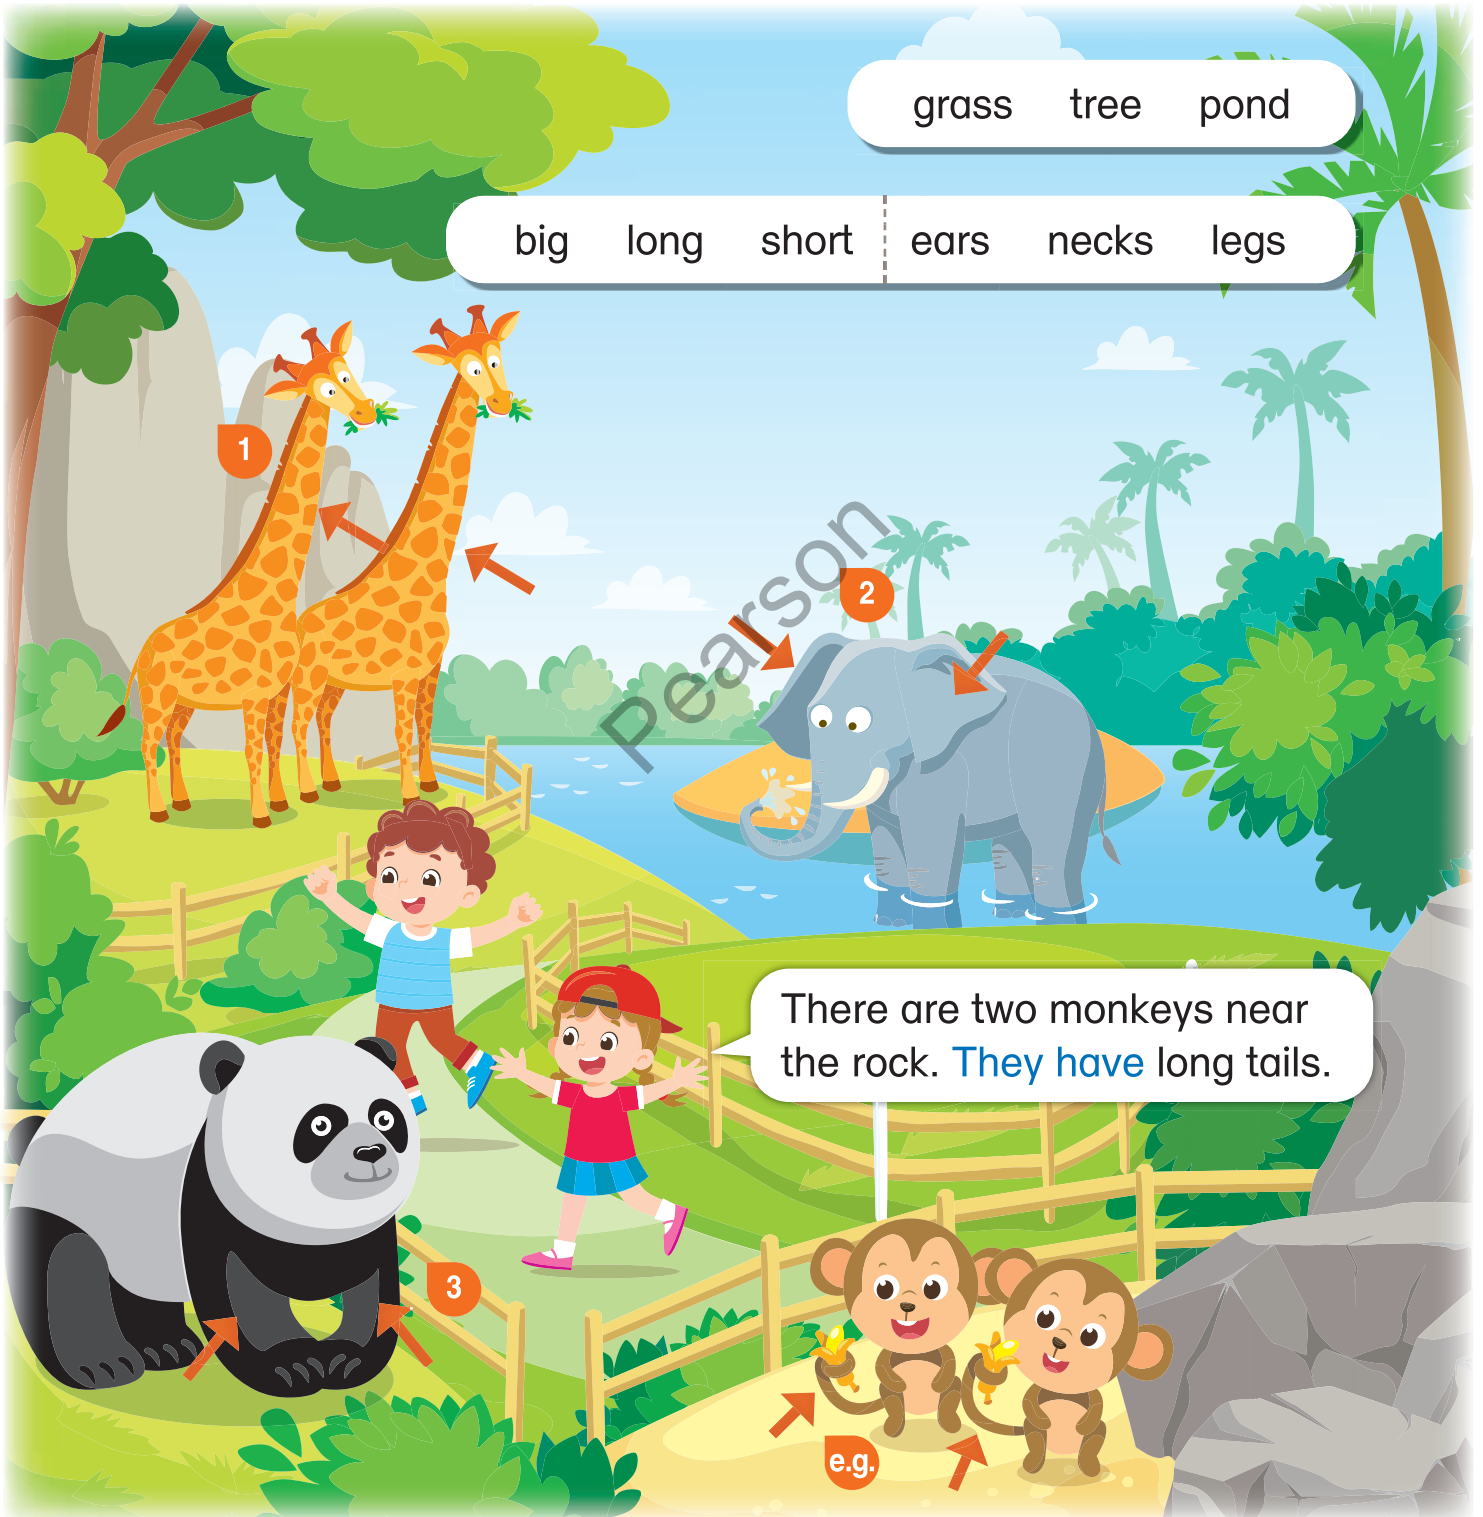 grass tree pond
big long short ears necks legs
1
2
Pearson
There are two monkeys near
the rock. They have long tails.
3
e.g.